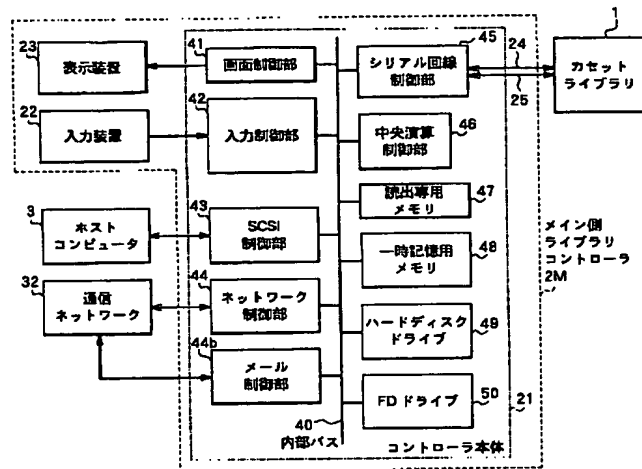 23
表示装置
41
画面制御部
45
シリアル回線
制御部
24
25
1
カセット
ライブラリ
22
入力装置
42
入力制御部
中央演算
制御部
46
読出専用
メモリ
47
3
ホスト
コンピュータ
43
SCSI
制御部
一時記憶用
メモリ
48
メイン側
ライブラリ
コントローラ
2M
32
通信
ネットワーク
44
ネットワーク
制御部
ハードディスク
ドライブ
49
44b
メール
制御部
FDドライブ
50
21
40
内部バス
コントローラ本体